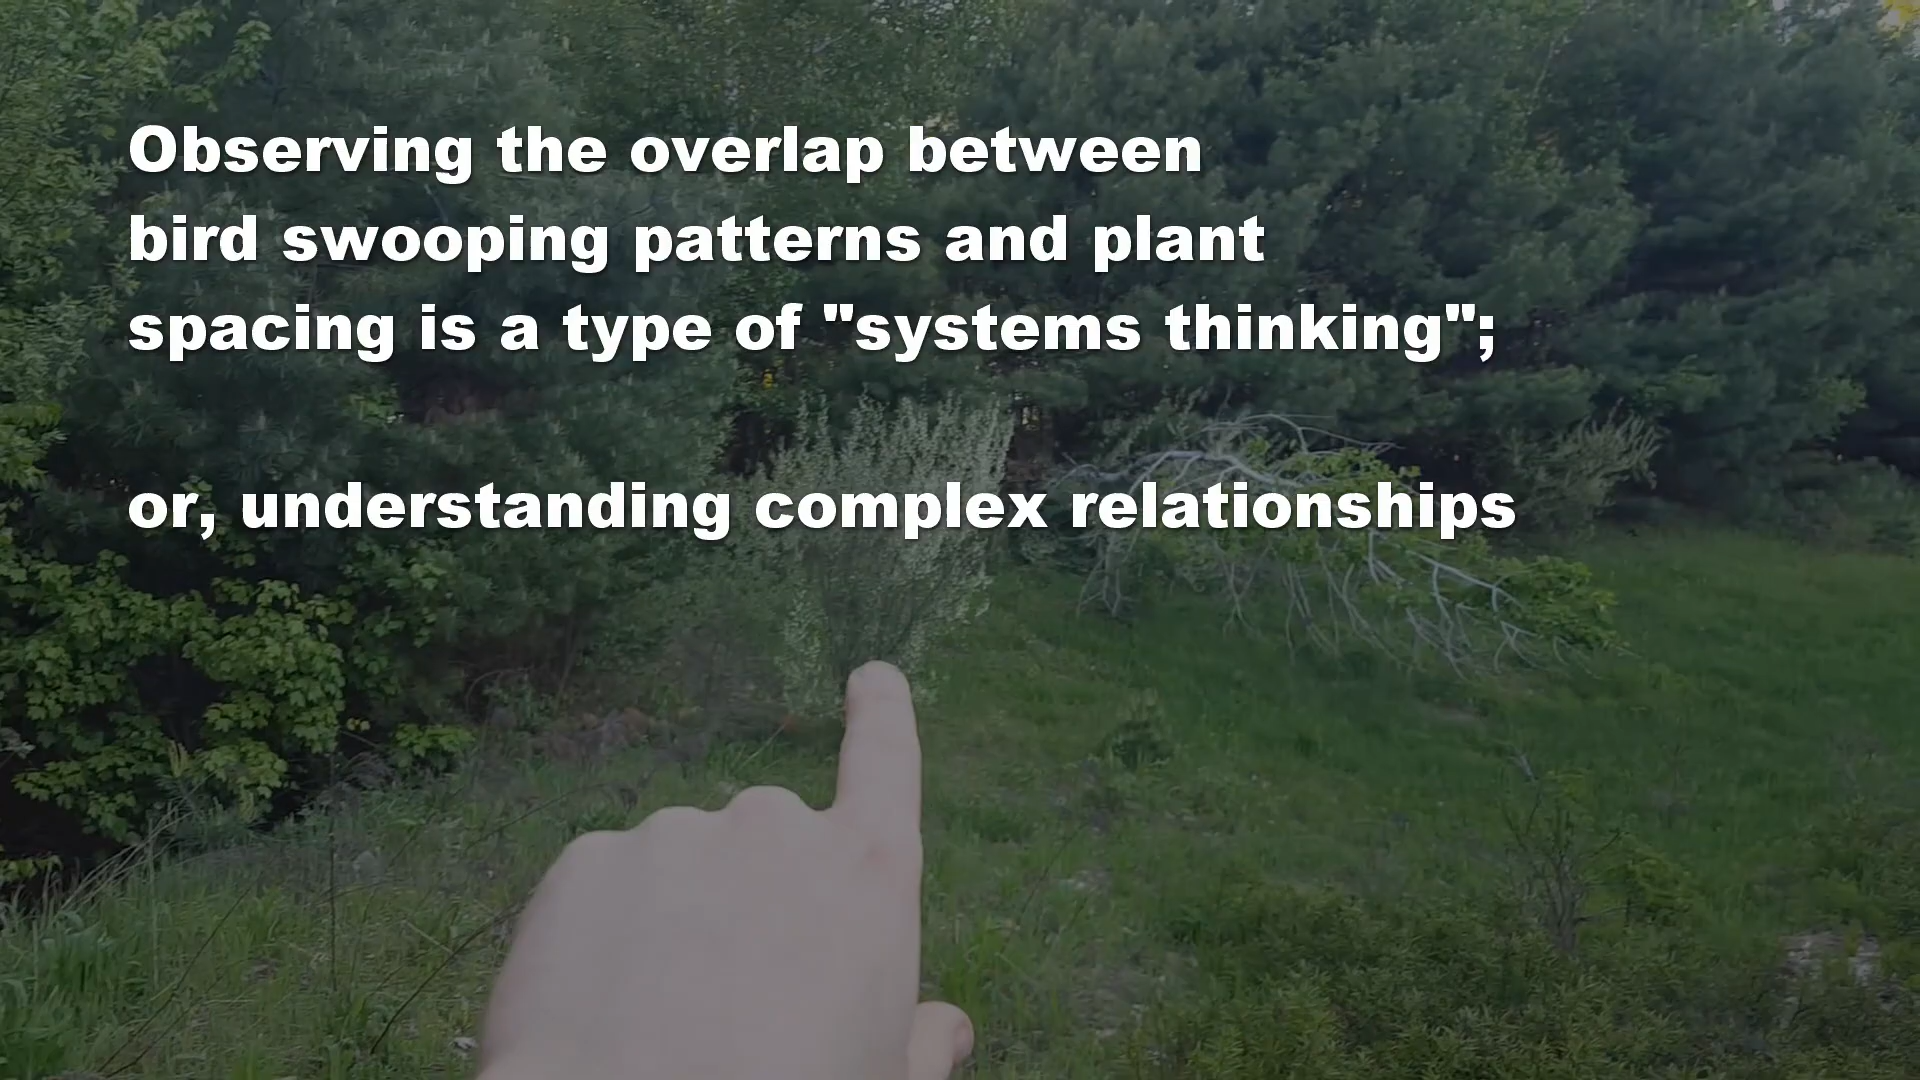 Observing the overlap between
bird swooping patterns and plant
spacing is a type of "systems thinking";
or, understanding complex relationships